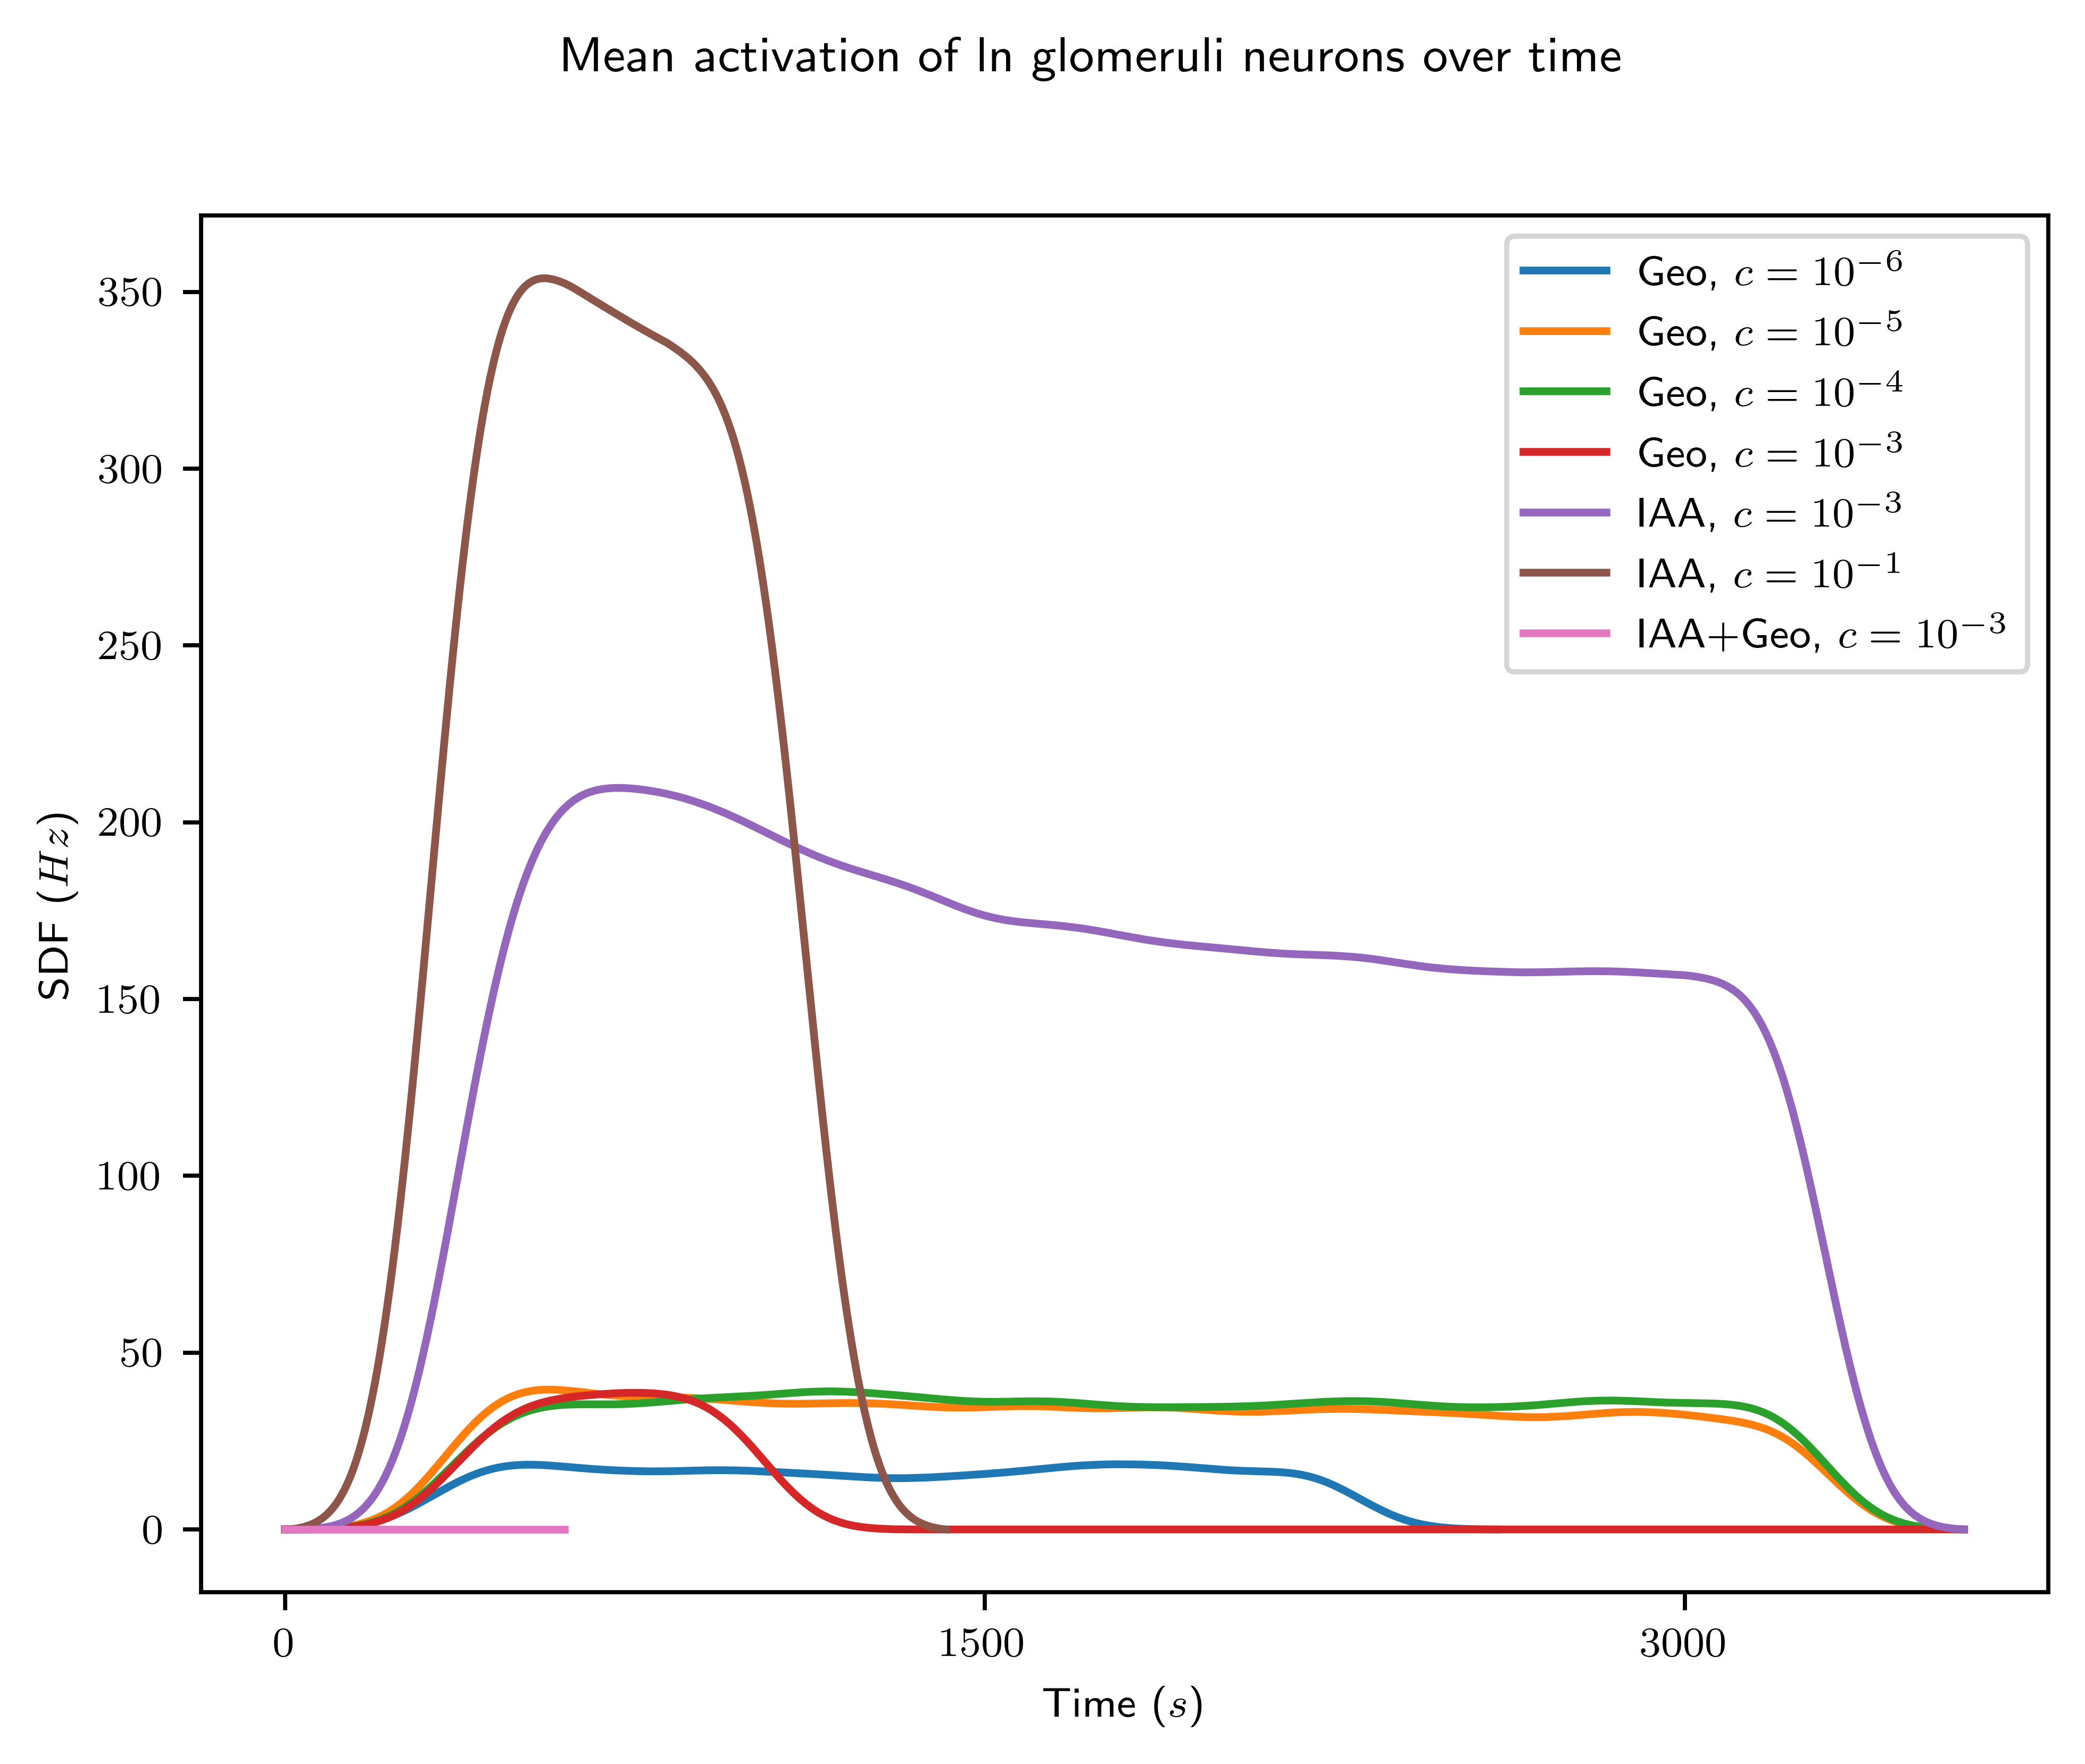 Mean activation of ln glomeruli neurons over time
350
300
250
200
150
100
50
0
SDF (Hz)
Geo, c = 10⁻⁶
Geo, c = 10⁻⁵
Geo, c = 10⁻⁴
Geo, c = 10⁻³
IAA, c = 10⁻³
IAA, c = 10⁻¹
IAA+Geo, c = 10⁻³
0 1500 3000
Time (s)